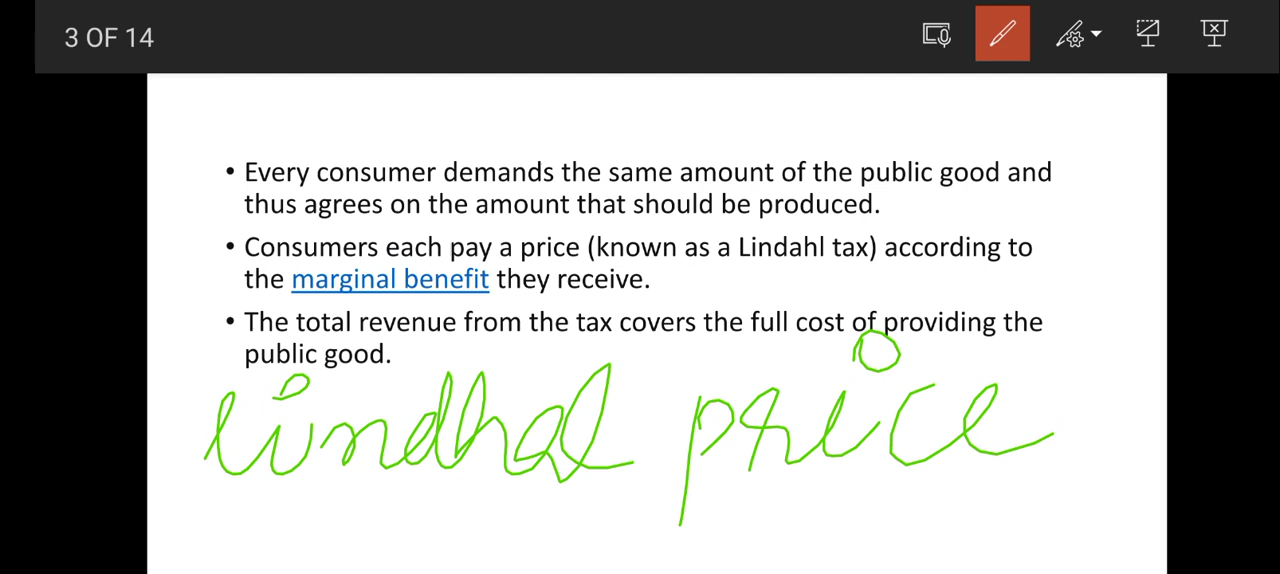 3 OF 14
• Every consumer demands the same amount of the public good and
thus agrees on the amount that should be produced.
• Consumers each pay a price (known as a Lindahl tax) according to
the marginal benefit they receive.
• The total revenue from the tax covers the full cost of providing the
public good.
lindhal price